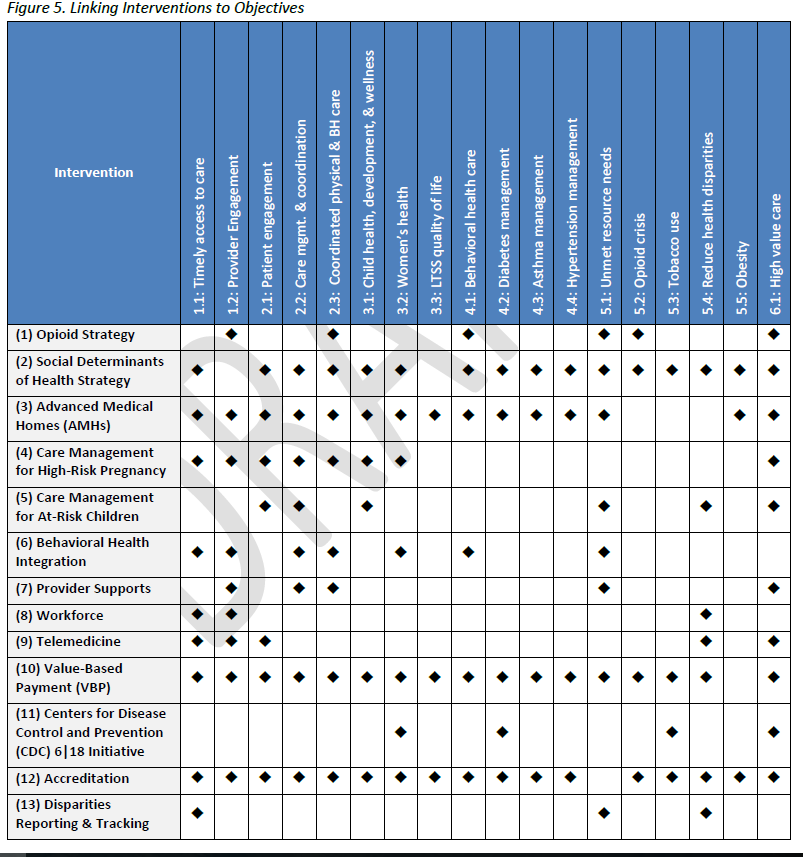 Figure 5. Linking Interventions to Objectives
Intervention
1.1: Timely access to care
1.2: Provider Engagement
2.1: Patient engagement
2.2: Care mgmt. & coordination
2.3: Coordinated physical & BH care
3.1: Child health, development, & wellness
3.2: Women's health
3.3: LTSS quality of life
4.1: Behavioral health care
4.2: Diabetes management
4.3: Asthma management
4.4: Hypertension management
5.1: Unmet resource needs
5.2: Opioid crisis
5.3: Tobacco use
5.4: Reduce health disparities
5.5: Obesity
6.1: High value care
(1) Opioid Strategy
(2) Social Determinants
of Health Strategy
(3) Advanced Medical
Homes (AMHs)
(4) Care Management
for High-Risk Pregnancy
(5) Care Management
for At-Risk Children
(6) Behavioral Health
Integration
(7) Provider Supports
(8) Workforce
(9) Telemedicine
(10) Value-Based
Payment (VBP)
(11) Centers for Disease
Control and Prevention
(CDC) 6|18 Initiative
(12) Accreditation
(13) Disparities
Reporting & Tracking
DRA